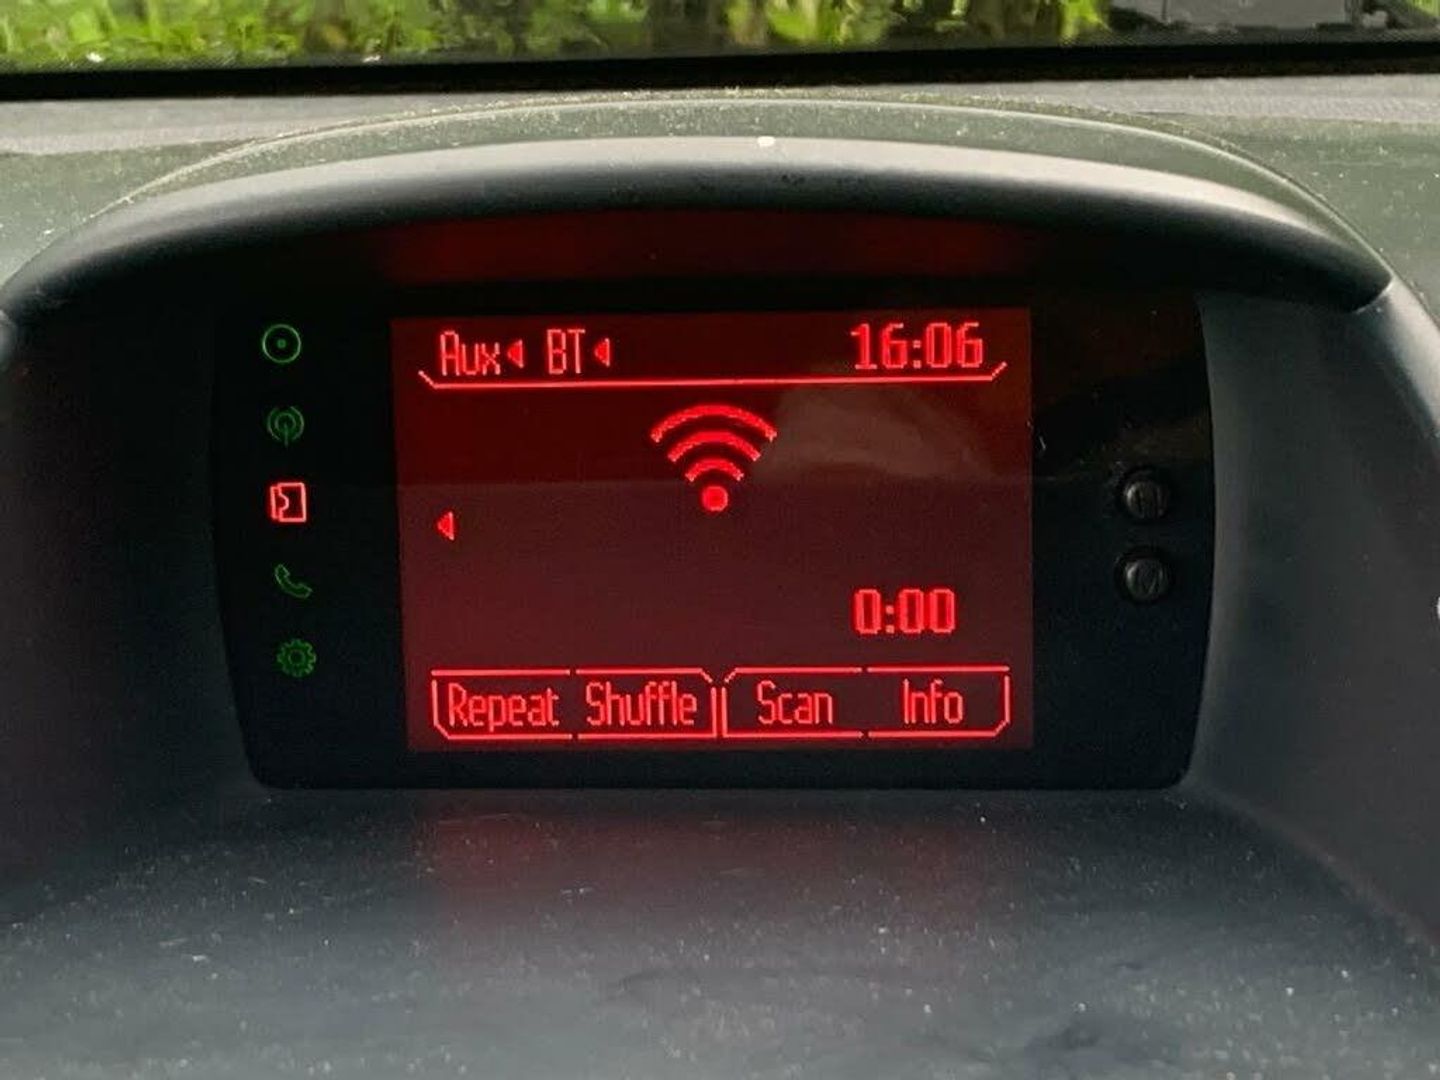 Aux BT 16:06
0:00
Repeat Shuffle Scan Info